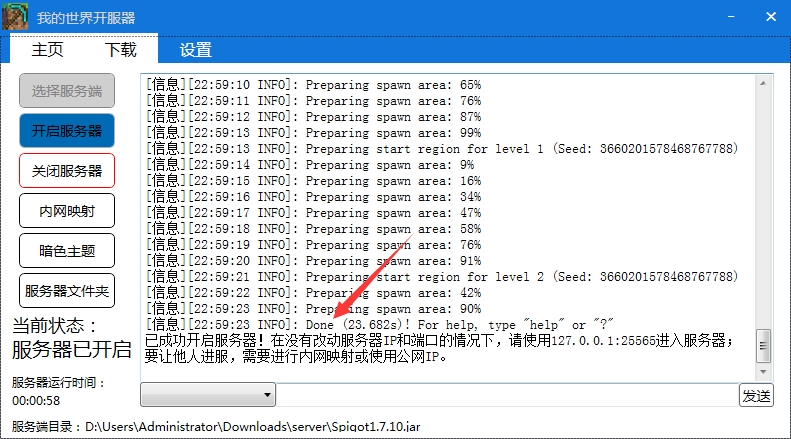 我的世界开服器
主页 下载 设置
选择服务端
开启服务器
关闭服务器
内网映射
暗色主题
服务器文件夹
当前状态：
服务器已开启
服务器运行时间：
00:00:58
[信息][22:59:10 INFO]: Preparing spawn area: 65%
[信息][22:59:11 INFO]: Preparing spawn area: 76%
[信息][22:59:12 INFO]: Preparing spawn area: 87%
[信息][22:59:13 INFO]: Preparing spawn area: 99%
[信息][22:59:13 INFO]: Preparing start region for level 1 (Seed: 3660201578468767788)
[信息][22:59:14 INFO]: Preparing spawn area: 9%
[信息][22:59:15 INFO]: Preparing spawn area: 16%
[信息][22:59:16 INFO]: Preparing spawn area: 34%
[信息][22:59:17 INFO]: Preparing spawn area: 47%
[信息][22:59:18 INFO]: Preparing spawn area: 58%
[信息][22:59:19 INFO]: Preparing spawn area: 76%
[信息][22:59:20 INFO]: Preparing spawn area: 91%
[信息][22:59:21 INFO]: Preparing start region for level 2 (Seed: 3660201578468767788)
[信息][22:59:22 INFO]: Preparing spawn area: 42%
[信息][22:59:23 INFO]: Preparing spawn area: 90%
[信息][22:59:23 INFO]: Done (23.682s)! For help, type "help" or "?"
已成功开启服务器！在没有改动服务器IP和端口的情况下，请使用127.0.0.1:25565进入服务器；
要让他人进服，需要进行内网映射或使用公网IP。
发送
服务端目录：D:\Users\Administrator\Downloads\server\Spigot1.7.10.jar